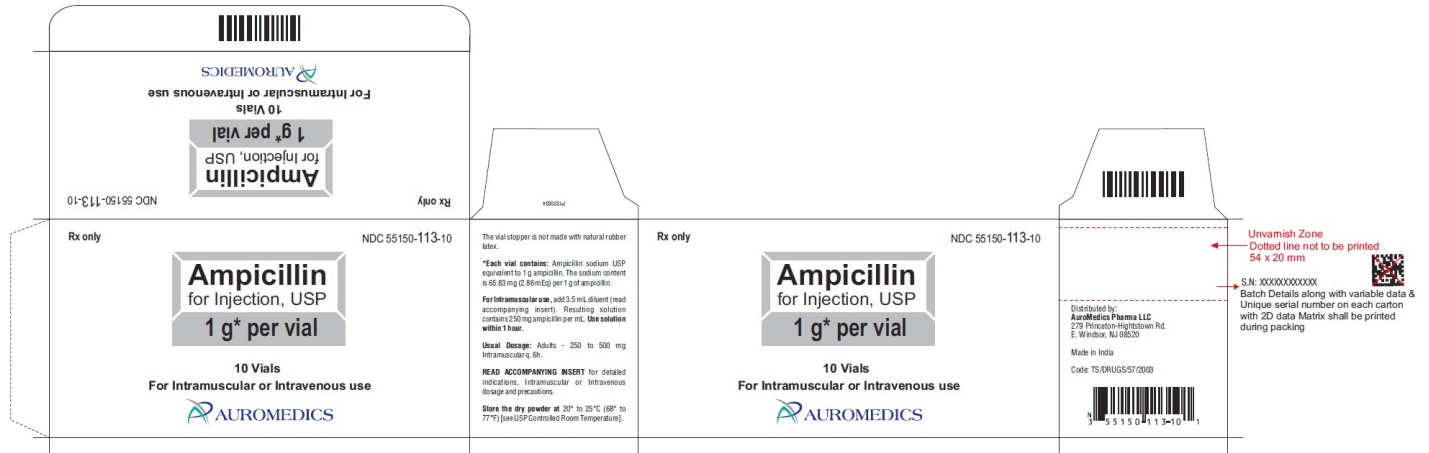 AUROMEDICS
For Intramuscular or Intravenous use
10 Vials
1 g* per vial
for Injection, USP
Ampicillin
NDC 55150-113-10
Rx only
Rx only
NDC 55150-113-10
Ampicillin
for Injection, USP
1 g* per vial
10 Vials
For Intramuscular or Intravenous use
AUROMEDICS
The vial stopper is not made with natural rubber
latex.
*Each vial contains: Ampicillin sodium USP
equivalent to 1 g ampicillin. The sodium content
is 65.83 mg (2.86 mEq) per 1 g of ampicillin.
For Intramuscular use, add 3.5 mL diluent (read
accompanying insert). Resulting solution
contains 250 mg ampicillin per mL. Use solution
within 1 hour.
Usual Dosage: Adults - 250 to 500 mg
Intramuscular q. 6h.
READ ACCOMPANYING INSERT for detailed
indications, Intramuscular or Intravenous
dosage and precautions.
Store the dry powder at 20° to 25°C (68° to
77°F) [see USP Controlled Room Temperature].
Rx only
NDC 55150-113-10
Ampicillin
for Injection, USP
1 g* per vial
10 Vials
For Intramuscular or Intravenous use
AUROMEDICS
Distributed by:
AuroMedics Pharma LLC
279 Princeton-Hightstown Rd.
E. Windsor, NJ 08520
Made in India
Code: TS/DRUGS/57/2003
N
3 55150-113-10 1
Unvarnish Zone
Dotted line not to be printed
54 x 20 mm
S.N: XXXXXXXXXXXX
Batch Details along with variable data &
Unique serial number on each carton
with 2D data Matrix shall be printed
during packing